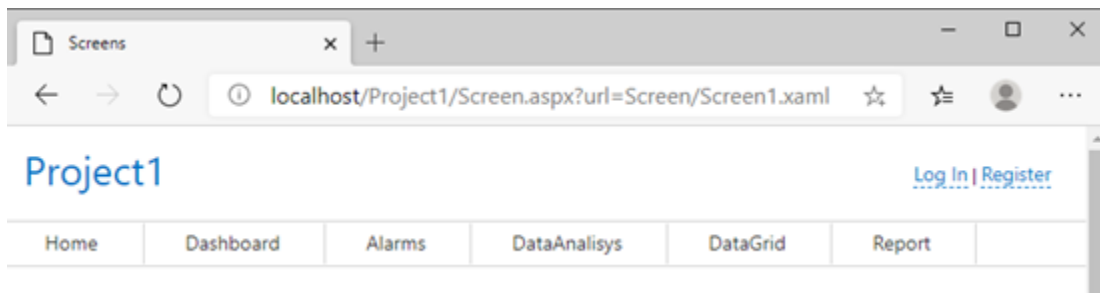 Screens
localhost/Project1/Screen.aspx?url=Screen/Screen1.xaml
Project1
Log In | Register
Home Dashboard Alarms DataAnalisys DataGrid Report